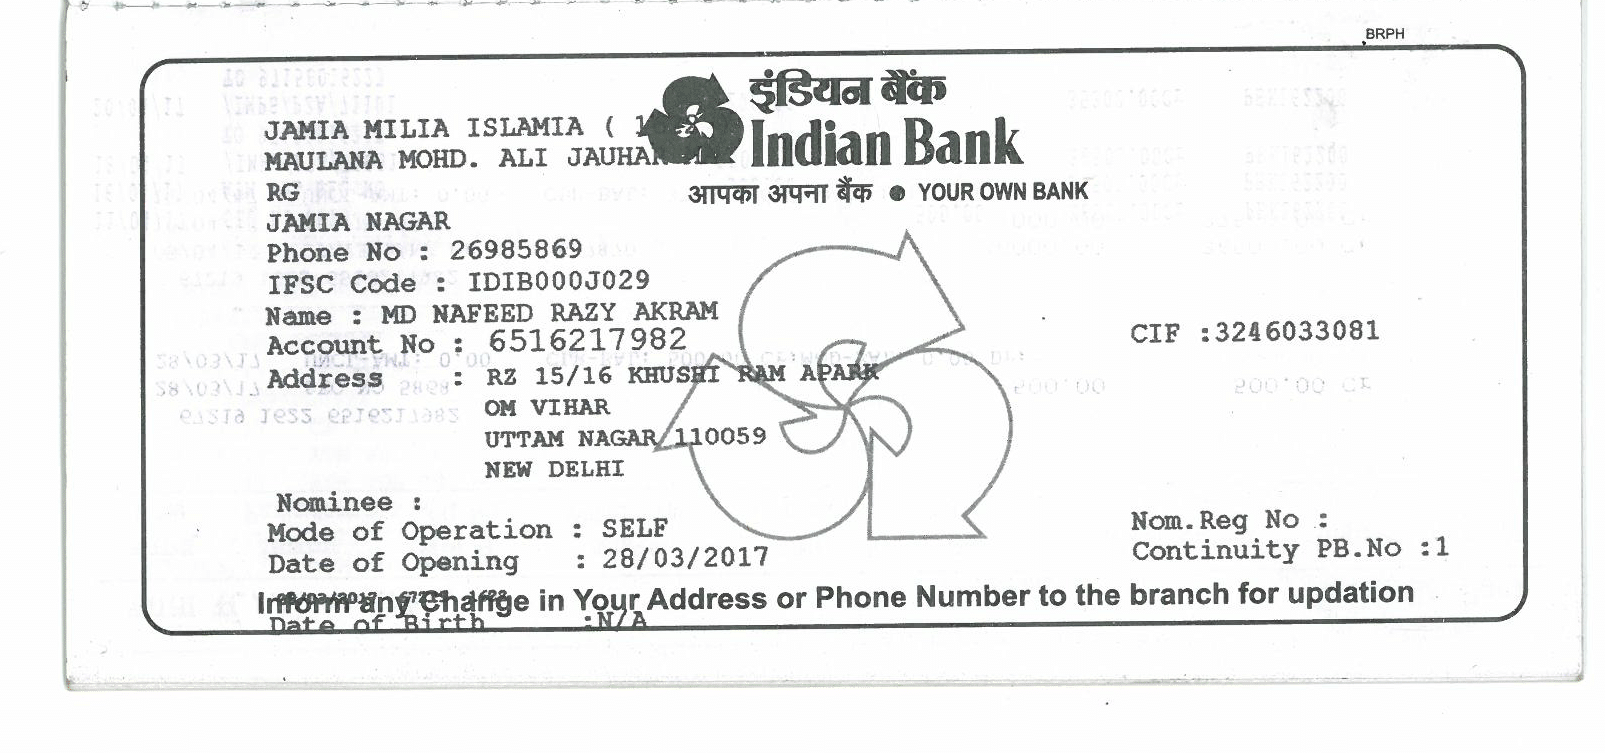 BRPH
इंडियन बैंक
Indian Bank
आपका अपना बैंक ● YOUR OWN BANK
JAMIA MILIA ISLAMIA (
MAULANA MOHD. ALI JAUHAR
RG
JAMIA NAGAR
Phone No : 26985869
IFSC Code : IDIB000J029
Name : MD NAFEED RAZY AKRAM
Account No : 6516217982
CIF :3246033081
Address : RZ 15/16 KHUSHI RAM APARK
OM VIHAR
UTTAM NAGAR 110059
NEW DELHI
Nominee :
Mode of Operation : SELF
Nom.Reg No :
Date of Opening : 28/03/2017
Continuity PB.No :1
Inform any Change in Your Address or Phone Number to the branch for updation
Date of Birth :N/A